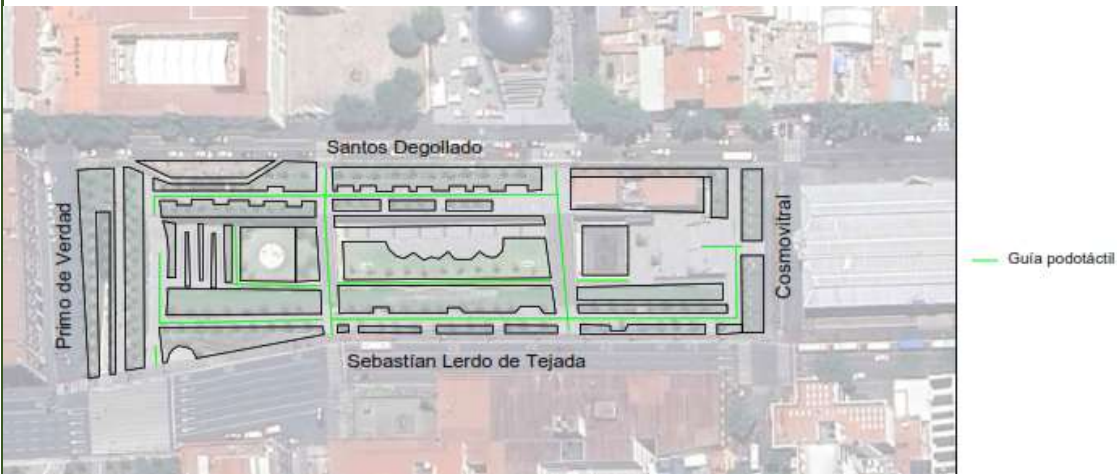 Santos Degollado
Primo de Verdad
Cosmovitral
Guía podotáctil
Sebastían Lerdo de Tejada